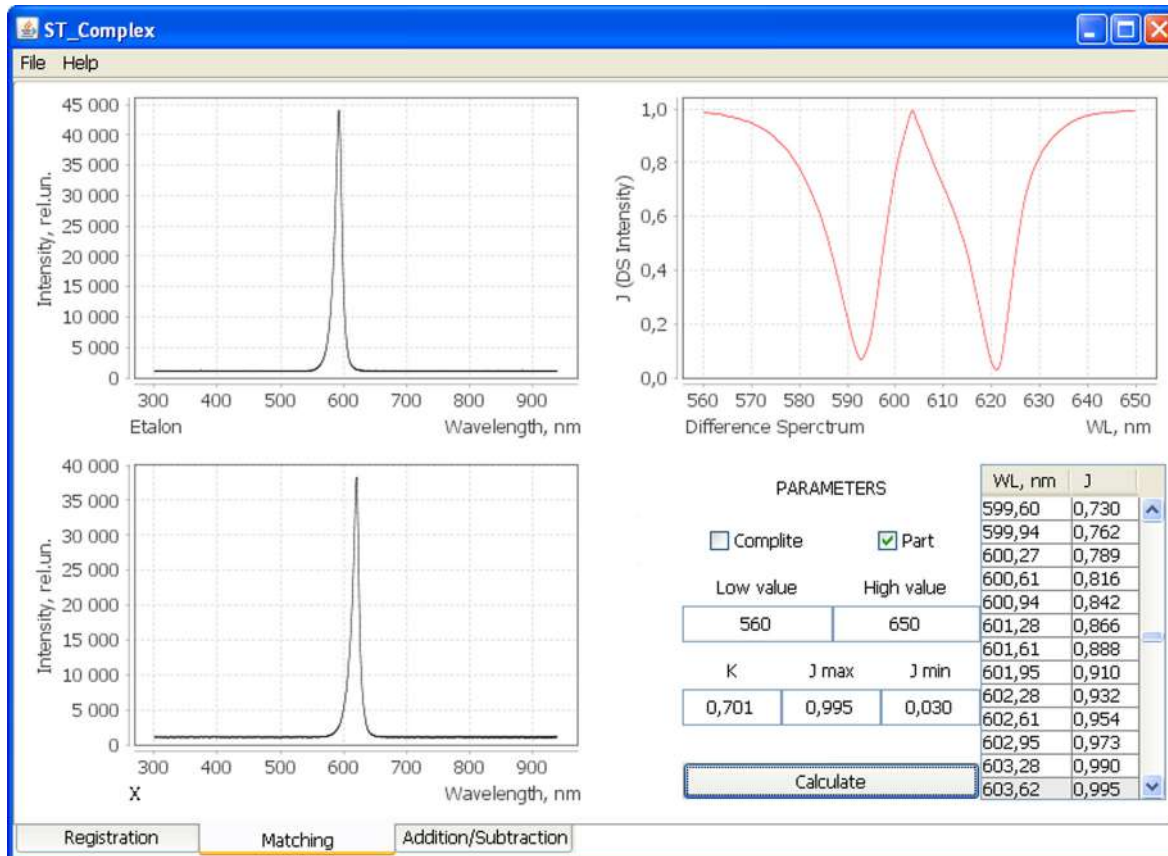 ST_Complex
File Help
45 000
40 000
35 000
30 000
25 000
20 000
15 000
10 000
5 000
0
Intensity, rel.un.
300 400 500 600 700 800 900
Etalon Wavelength, nm
1,0
0,8
0,6
0,4
0,2
0,0
J (DS Intensity)
560 570 580 590 600 610 620 630 640 650
Difference Sperctrum WL, nm
40 000
35 000
30 000
25 000
20 000
15 000
10 000
5 000
0
Intensity, rel.un.
300 400 500 600 700 800 900
X Wavelength, nm
PARAMETERS
Complite Part
Low value High value
560 650
K J max J min
0,701 0,995 0,030
Calculate
WL, nm J
599,60 0,730
599,94 0,762
600,27 0,789
600,61 0,816
600,94 0,842
601,28 0,866
601,61 0,888
601,95 0,910
602,28 0,932
602,61 0,954
602,95 0,973
603,28 0,990
603,62 0,995
Registration Matching Addition/Subtraction